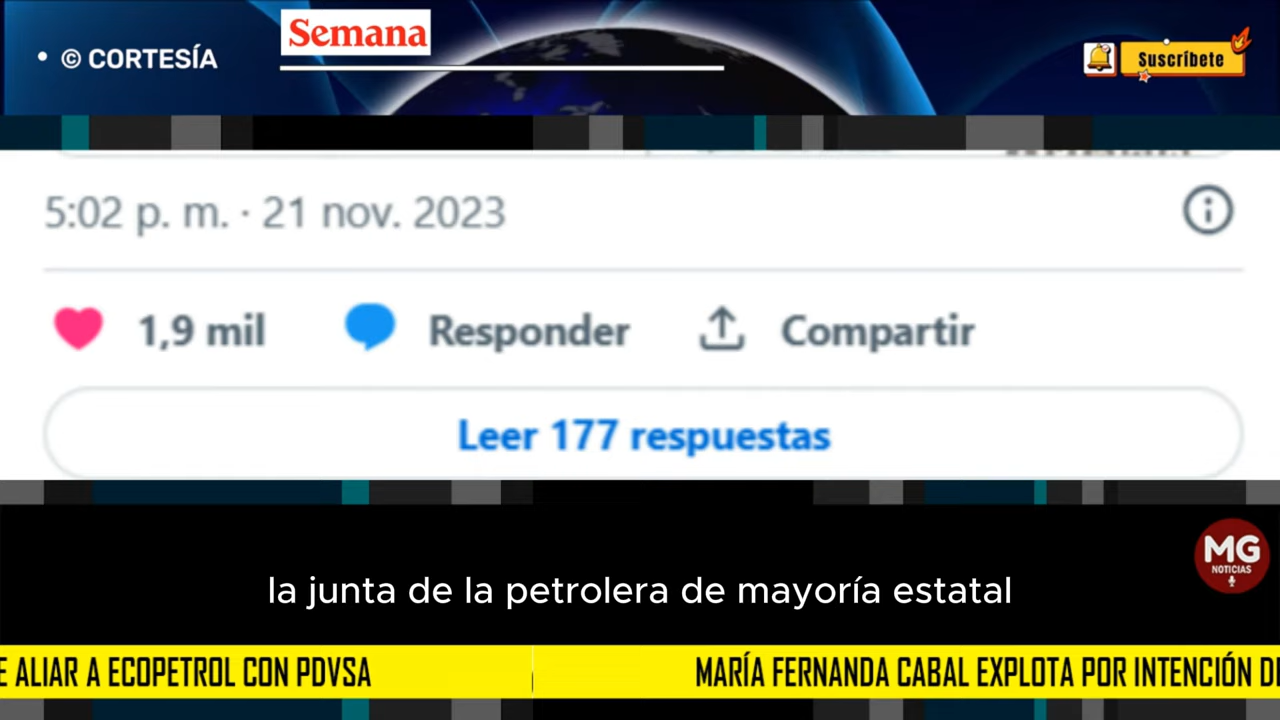 • © CORTESÍA
Semana
Suscríbete
5:02 p. m. · 21 nov. 2023
1,9 mil
Responder
Compartir
Leer 177 respuestas
MG
NOTICIAS
la junta de la petrolera de mayoría estatal
E ALIAR A ECOPETROL CON PDVSA
MARÍA FERNANDA CABAL EXPLOTA POR INTENCIÓN DE